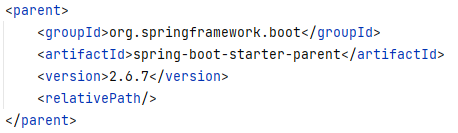 <parent>
    <groupId>org.springframework.boot</groupId>
    <artifactId>spring-boot-starter-parent</artifactId>
    <version>2.6.7</version>
    <relativePath/>
</parent>